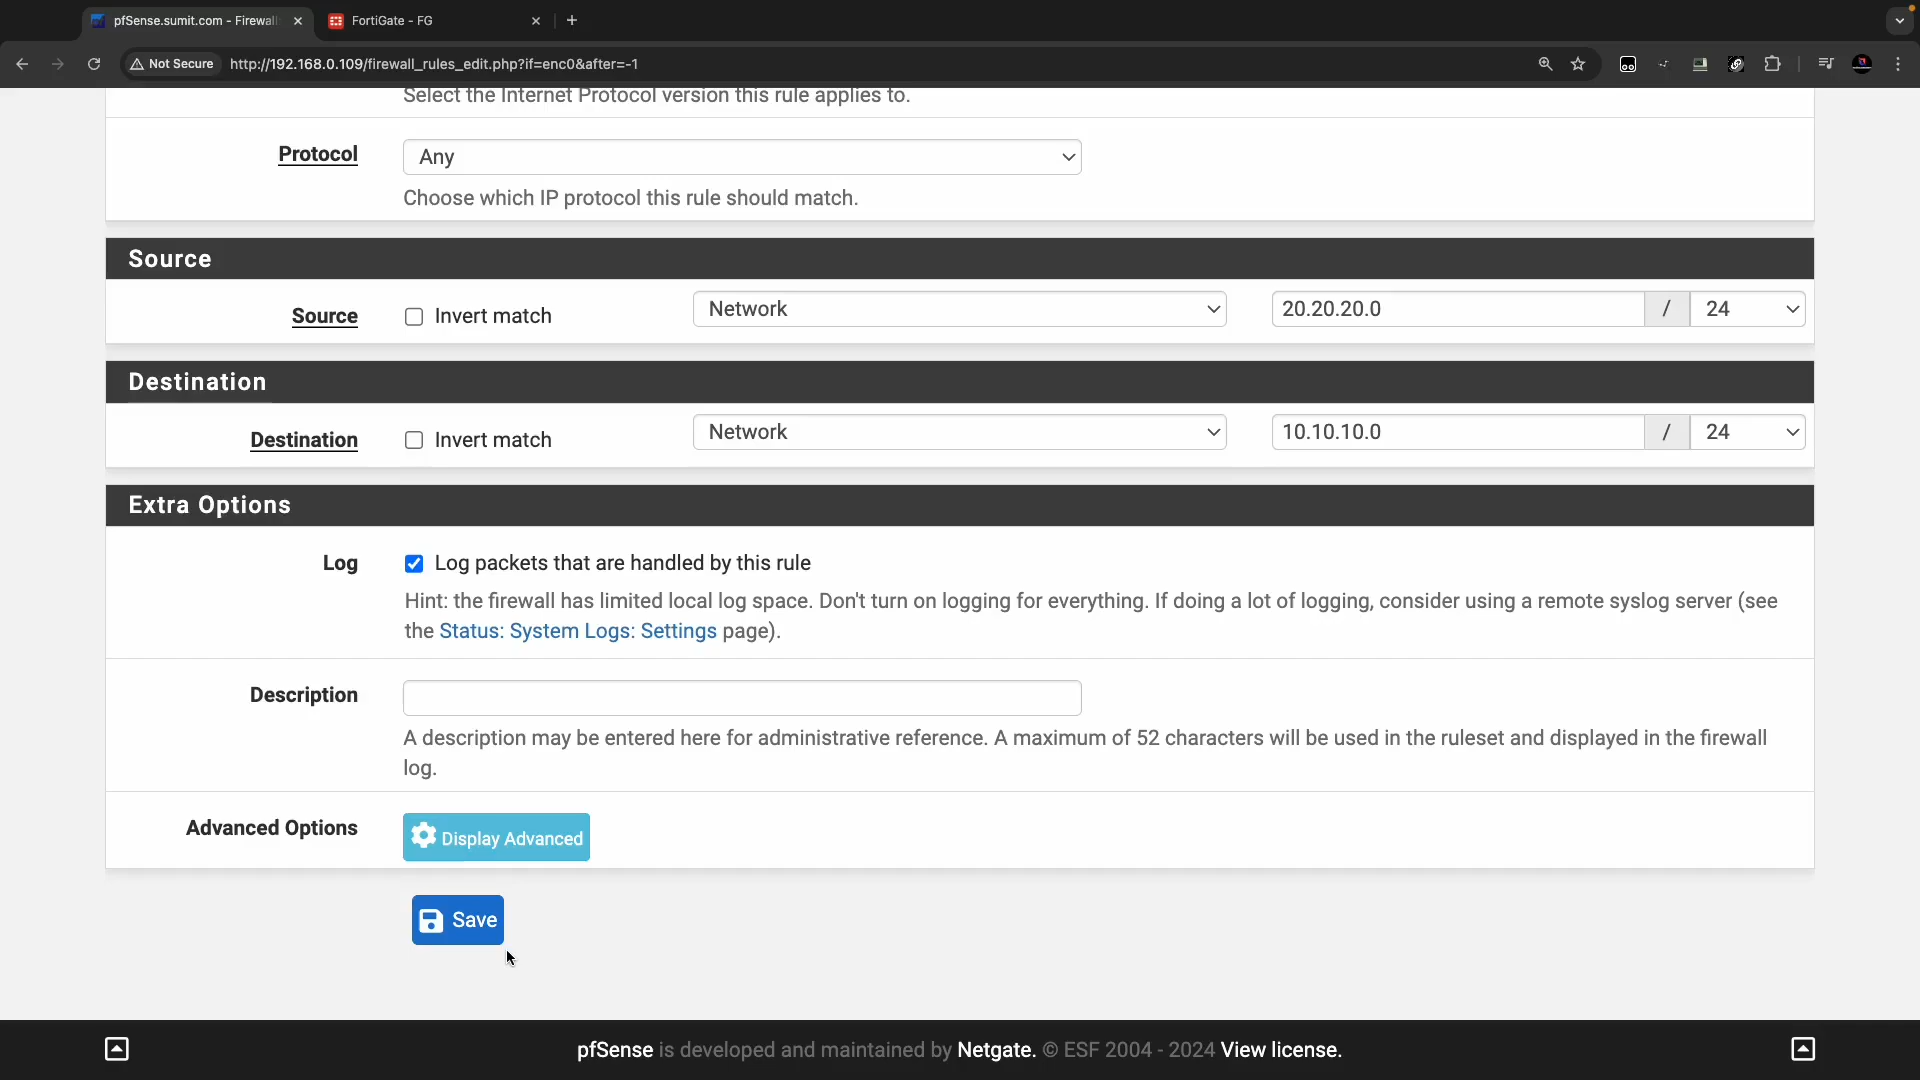 pfSense.sumit.com - Firewall
FortiGate - FG
Not Secure
http://192.168.0.109/firewall_rules_edit.php?if=enc0&after=-1
Select the Internet Protocol version this rule applies to.
Protocol
Any
Choose which IP protocol this rule should match.
Source
Source
Invert match
Network
20.20.20.0
/
24
Destination
Destination
Invert match
Network
10.10.10.0
/
24
Extra Options
Log
Log packets that are handled by this rule
Hint: the firewall has limited local log space. Don't turn on logging for everything. If doing a lot of logging, consider using a remote syslog server (see
the Status: System Logs: Settings page).
Description
A description may be entered here for administrative reference. A maximum of 52 characters will be used in the ruleset and displayed in the firewall
log.
Advanced Options
Display Advanced
Save
pfSense is developed and maintained by Netgate. © ESF 2004 - 2024 View license.